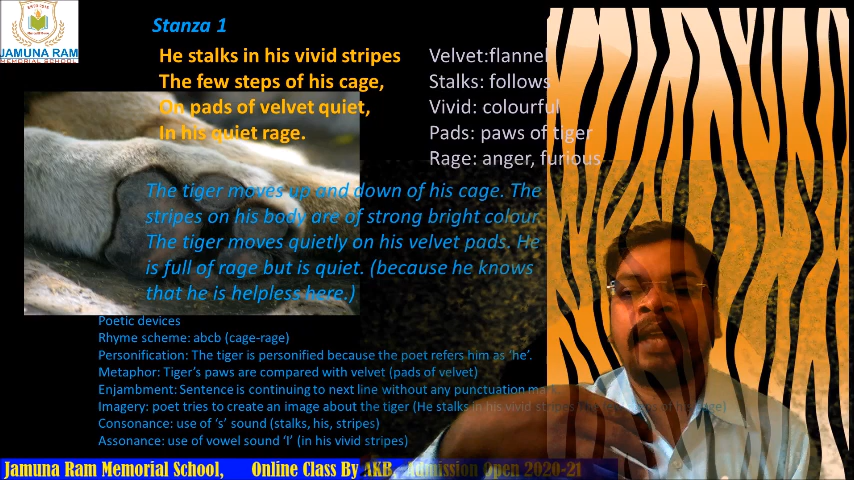 JAMUNA RAM
MEMORIAL SCHOOL
Stanza 1
He stalks in his vivid stripes
The few steps of his cage,
On pads of velvet quiet,
In his quiet rage.
Velvet:flannel
Stalks: follows
Vivid: colourful
Pads: paws of tiger
Rage: anger, furious
The tiger moves up and down of his cage. The
stripes on his body are of strong bright colour
The tiger moves quietly on his velvet pads. He
is full of rage but is quiet. (because he knows
that he is helpless here.)
Poetic devices
Rhyme scheme: abcb (cage-rage)
Personification: The tiger is personified because the poet refers him as ‘he’.
Metaphor: Tiger’s paws are compared with velvet (pads of velvet)
Enjambment: Sentence is continuing to next line without any punctuation mark
Imagery: poet tries to create an image about the tiger (He stalks in his vivid stripes the few steps of his cage)
Consonance: use of ‘s’ sound (stalks, his, stripes)
Assonance: use of vowel sound ‘I’ (in his vivid stripes)
Jamuna Ram Memorial School, Online Class By AKB, Admission Open 2020-21